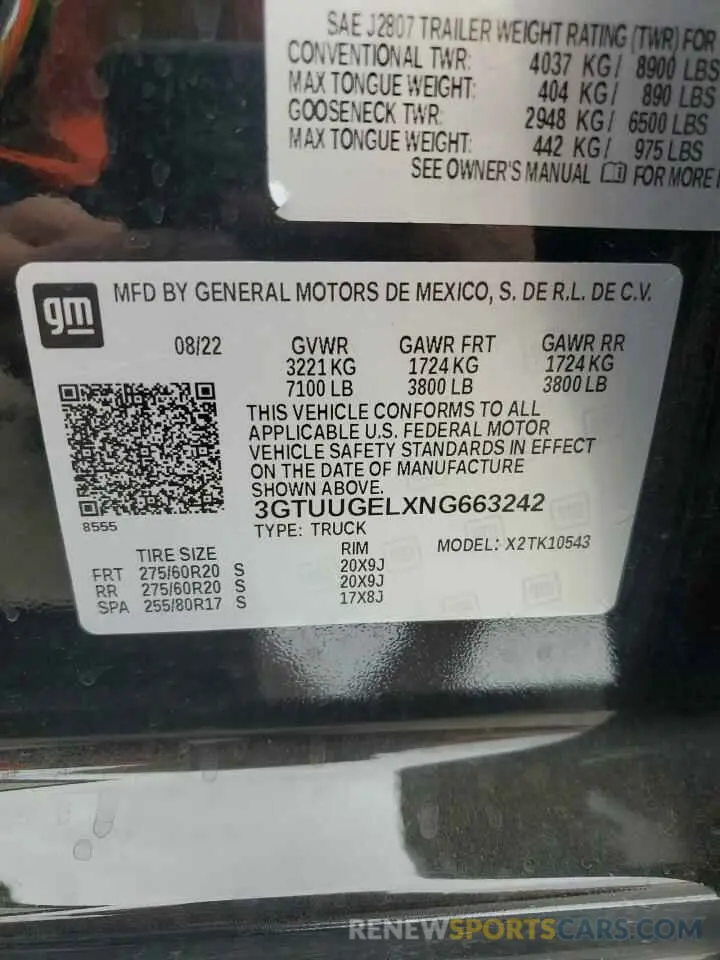 SAE J2807 TRAILER WEIGHT RATING (TWR) FOR
CONVENTIONAL TWR: 4037 KG/ 8900 LBS
MAX TONGUE WEIGHT: 404 KG/ 890 LBS
GOOSENECK TWR: 2948 KG/ 6500 LBS
MAX TONGUE WEIGHT: 442 KG/ 975 LBS
SEE OWNER'S MANUAL FOR MORE
gm
MFD BY GENERAL MOTORS DE MEXICO, S. DE R.L. DE C.V.
08/22 GVWR GAWR FRT GAWR RR
3221 KG 1724 KG 1724 KG
7100 LB 3800 LB 3800 LB
THIS VEHICLE CONFORMS TO ALL
APPLICABLE U.S. FEDERAL MOTOR
VEHICLE SAFETY STANDARDS IN EFFECT
ON THE DATE OF MANUFACTURE
SHOWN ABOVE.
8555
3GTUUGELXNG663242
TYPE: TRUCK
MODEL: X2TK10543
TIRE SIZE RIM
FRT 275/60R20 S 20X9J
RR 275/60R20 S 20X9J
SPA 255/80R17 S 17X8J
RENEWSPORTSCARS.COM